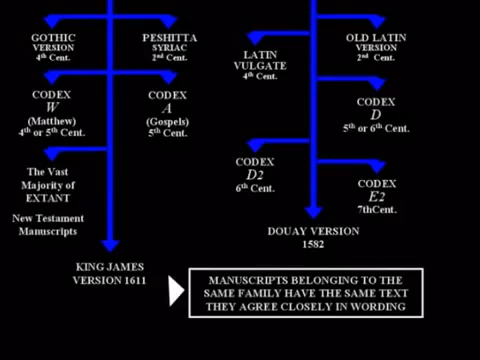 GOTHIC
VERSION
4th Cent.
PESHITTA
SYRIAC
2nd Cent.
CODEX
W
(Matthew)
4th or 5th Cent.
CODEX
A
(Gospels)
5th Cent.
The Vast
Majority of
EXTANT
New Testament
Manuscripts
KING JAMES
VERSION 1611
LATIN
VULGATE
4th Cent.
OLD LATIN
VERSION
2nd Cent.
CODEX
D
5th or 6th Cent.
CODEX
D2
6th Cent.
CODEX
E2
7thCent.
DOUAY VERSION
1582
MANUSCRIPTS BELONGING TO THE
SAME FAMILY HAVE THE SAME TEXT
THEY AGREE CLOSELY IN WORDING